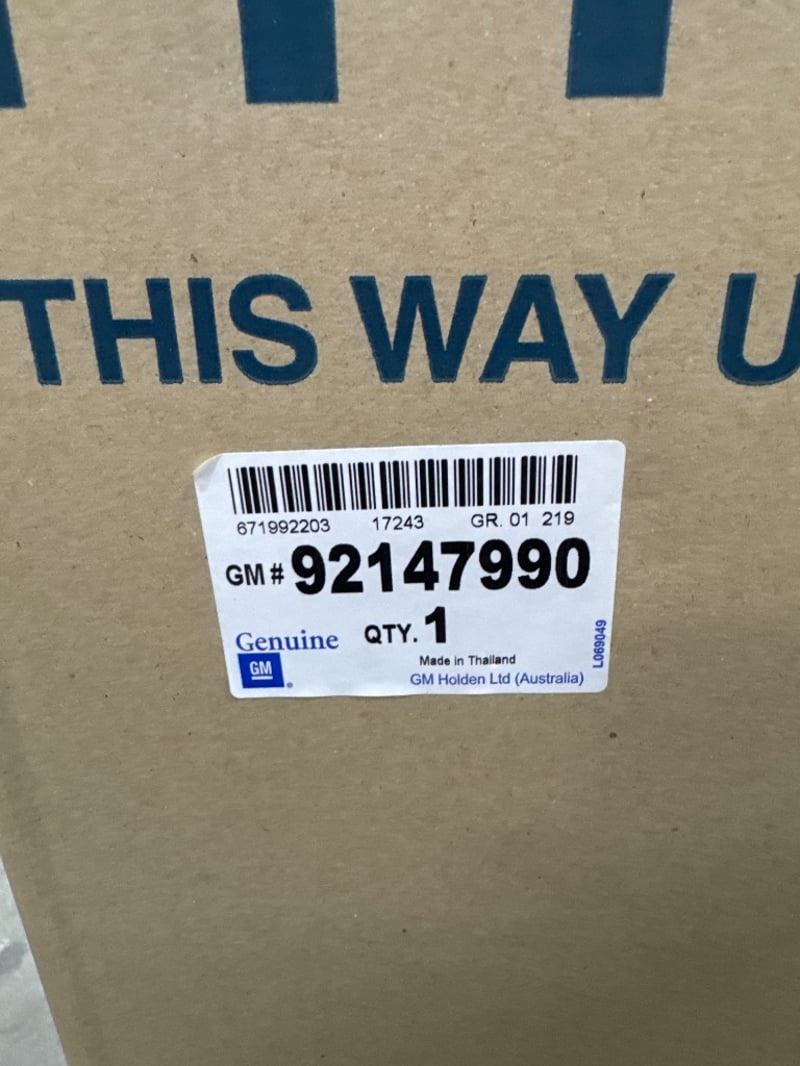 THIS WAY U
671992203 17243 GR. 01 219
GM # 92147990
QTY. 1
Genuine
GM
Made in Thailand
GM Holden Ltd (Australia)
L069049